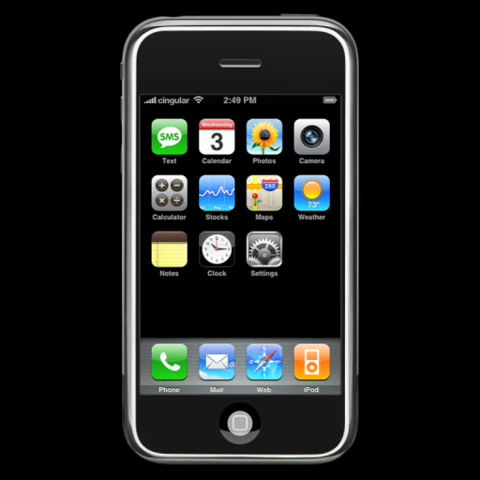 cingular 2:49 PM
SMS Wednesday 3 280 73°
Text Calendar Photos Camera
Calculator Stocks Maps Weather
Notes Clock Settings
Phone Mail Web iPod